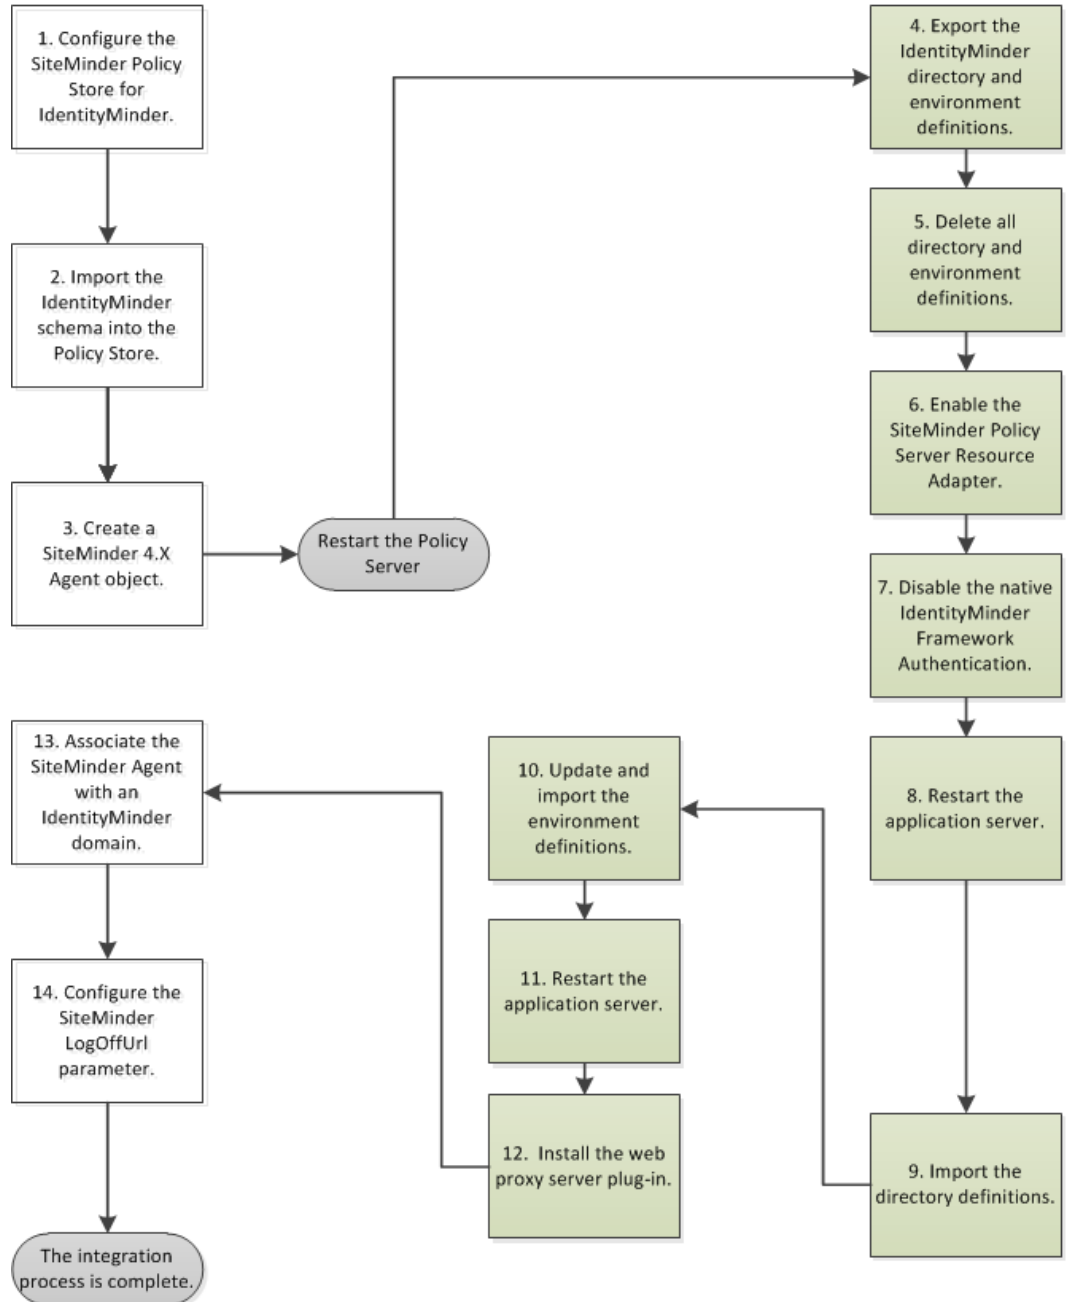 1. Configure the
SiteMinder Policy
Store for
IdentityMinder.
2. Import the
IdentityMinder
schema into the
Policy Store.
3. Create a
SiteMinder 4.X
Agent object.
Restart the Policy
Server
4. Export the
IdentityMinder
directory and
environment
definitions.
5. Delete all
directory and
environment
definitions.
6. Enable the
SiteMinder Policy
Server Resource
Adapter.
7. Disable the native
IdentityMinder
Framework
Authentication.
8. Restart the
application server.
9. Import the
directory definitions.
10. Update and
import the
environment
definitions.
11. Restart the
application server.
12. Install the web
proxy server plug-in.
13. Associate the
SiteMinder Agent
with an
IdentityMinder
domain.
14. Configure the
SiteMinder
LogOffUrl
parameter.
The integration
process is complete.